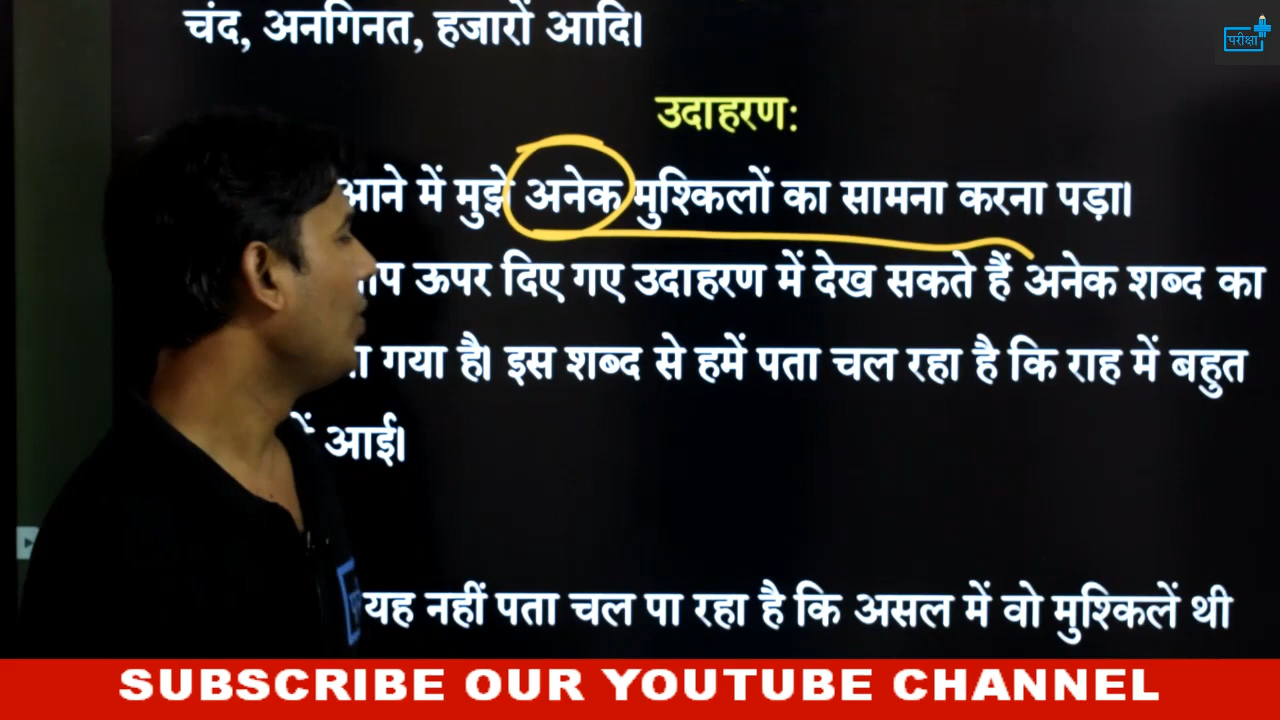 चंद, अनगिनत, हजारों आदि।
परीक्षा
उदाहरण:
आने में मुझे अनेक मुश्किलों का सामना करना पड़ा।
ऊपर दिए गए उदाहरण में देख सकते हैं अनेक शब्द का
गया है। इस शब्द से हमें पता चल रहा है कि राह में बहुत
आई।
यह नहीं पता चल पा रहा है कि असल में वो मुश्किलें थी
SUBSCRIBE OUR YOUTUBE CHANNEL